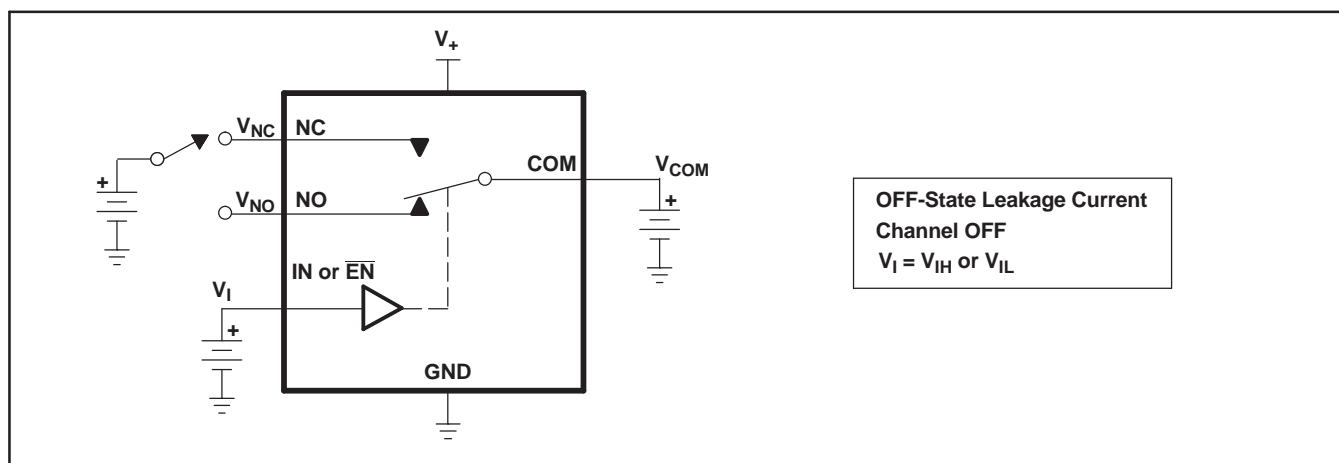 V+
VNC NC
COM VCOM
+
VNO NO
+
IN or E̅N̅
VI
+
GND
OFF-State Leakage Current
Channel OFF
VI = VIH or VIL